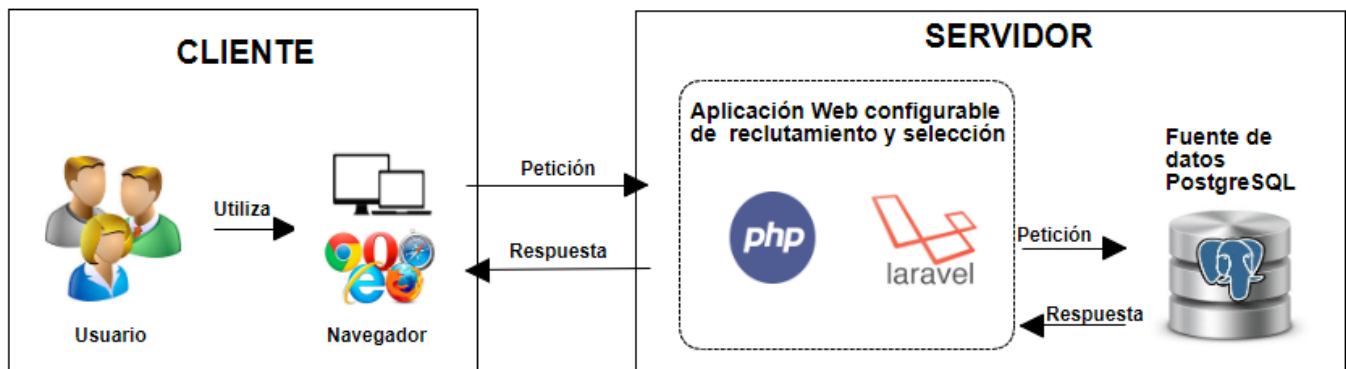 CLIENTE
Utiliza
Usuario
Navegador
Petición
Respuesta
SERVIDOR
Aplicación Web configurable
de reclutamiento y selección
php
laravel
Petición
Respuesta
Fuente de
datos
PostgreSQL